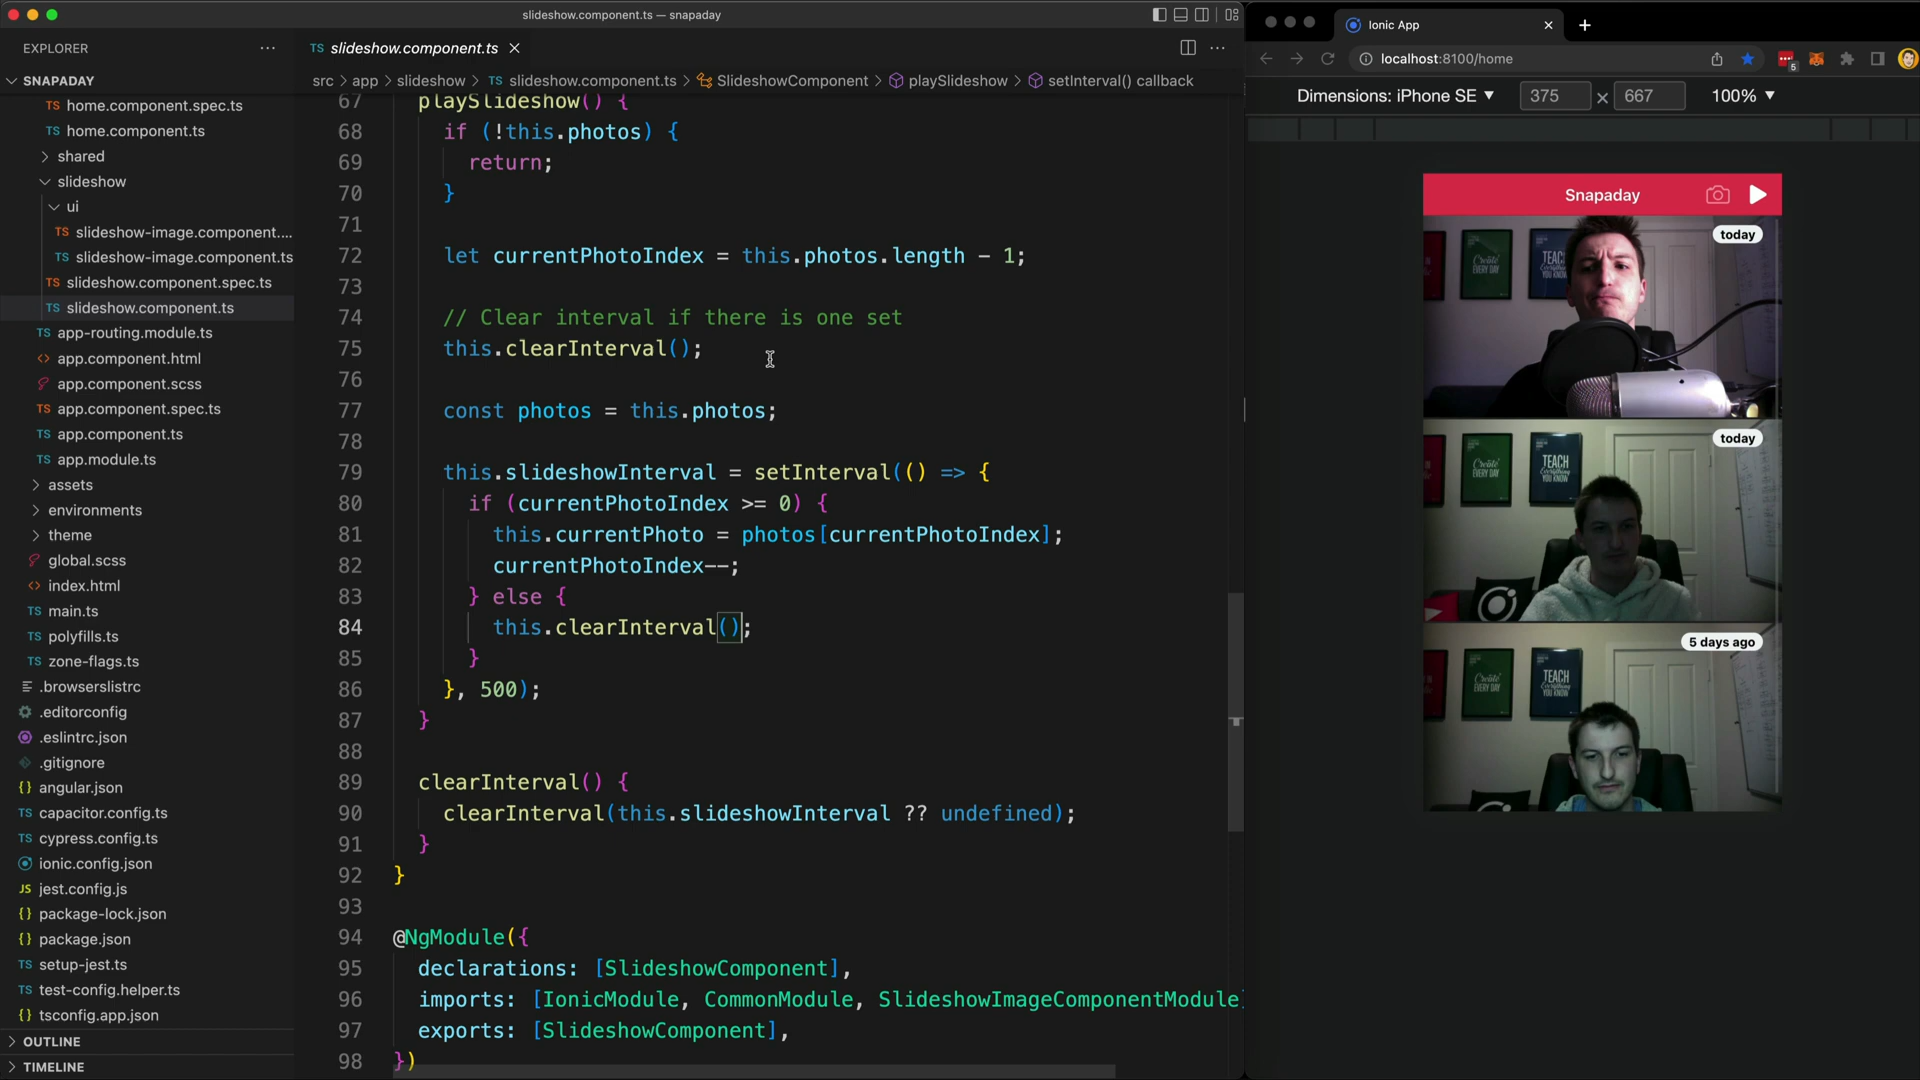 slideshow.component.ts — snapaday
EXPLORER
SNAPADAY
home.component.spec.ts
home.component.ts
shared
slideshow
ui
slideshow-image.component....
slideshow-image.component.ts
slideshow.component.spec.ts
slideshow.component.ts
app-routing.module.ts
app.component.html
app.component.scss
app.component.spec.ts
app.component.ts
app.module.ts
assets
environments
theme
global.scss
index.html
main.ts
polyfills.ts
zone-flags.ts
.browserslistrc
.editorconfig
.eslintrc.json
.gitignore
angular.json
capacitor.config.ts
cypress.config.ts
ionic.config.json
jest.config.js
package-lock.json
package.json
setup-jest.ts
test-config.helper.ts
tsconfig.app.json
OUTLINE
TIMELINE
TS slideshow.component.ts
src > app > slideshow > TS slideshow.component.ts > SlideshowComponent > playSlideshow > setInterval() callback
67 playSlideshow() {
68 if (!this.photos) {
69 return;
70 }
71
72 let currentPhotoIndex = this.photos.length - 1;
73
74 // Clear interval if there is one set
75 this.clearInterval();
76
77 const photos = this.photos;
78
79 this.slideshowInterval = setInterval(() => {
80 if (currentPhotoIndex >= 0) {
81 this.currentPhoto = photos[currentPhotoIndex];
82 currentPhotoIndex--;
83 } else {
84 this.clearInterval();
85 }
86 }, 500);
87 }
88
89 clearInterval() {
90 clearInterval(this.slideshowInterval ?? undefined);
91 }
92 }
93
94 @NgModule({
95 declarations: [SlideshowComponent],
96 imports: [IonicModule, CommonModule, SlideshowImageComponentModule]
97 exports: [SlideshowComponent],
98 })
Ionic App
localhost:8100/home
5
Dimensions: iPhone SE 375 × 667 100%
Snapaday
today
today
5 days ago
Create
EVERY DAY
TEACH
Everything
YOU KNOW